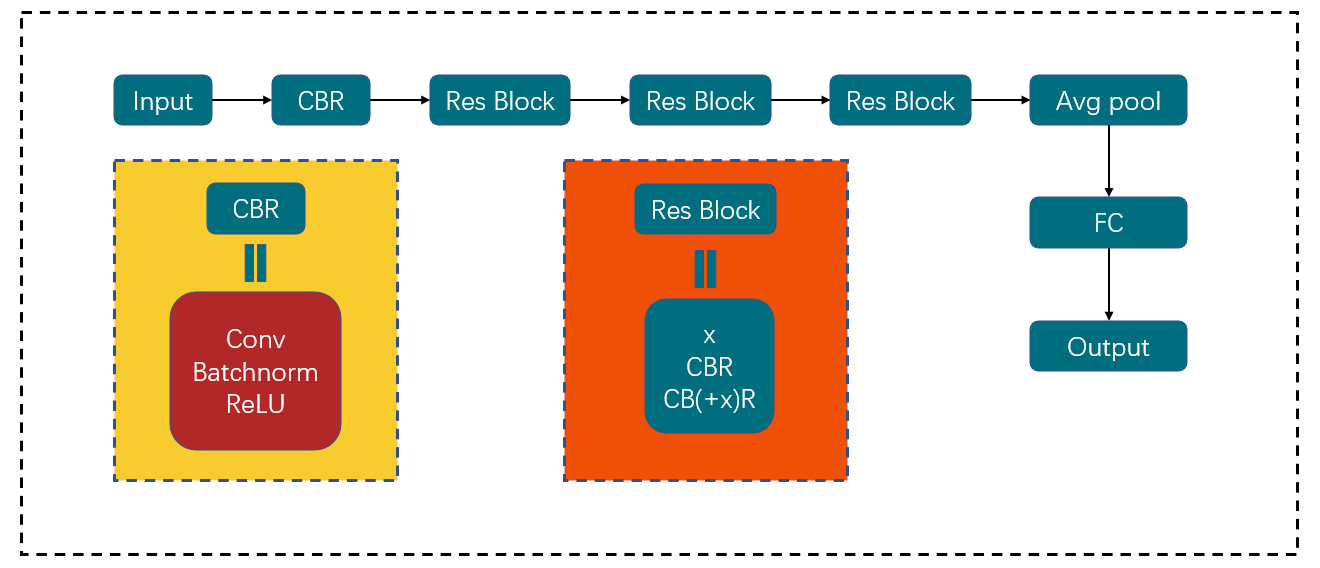 Input
CBR
Res Block
Res Block
Res Block
Avg pool
CBR
Conv
Batchnorm
ReLU
Res Block
x
CBR
CB(+x)R
FC
Output